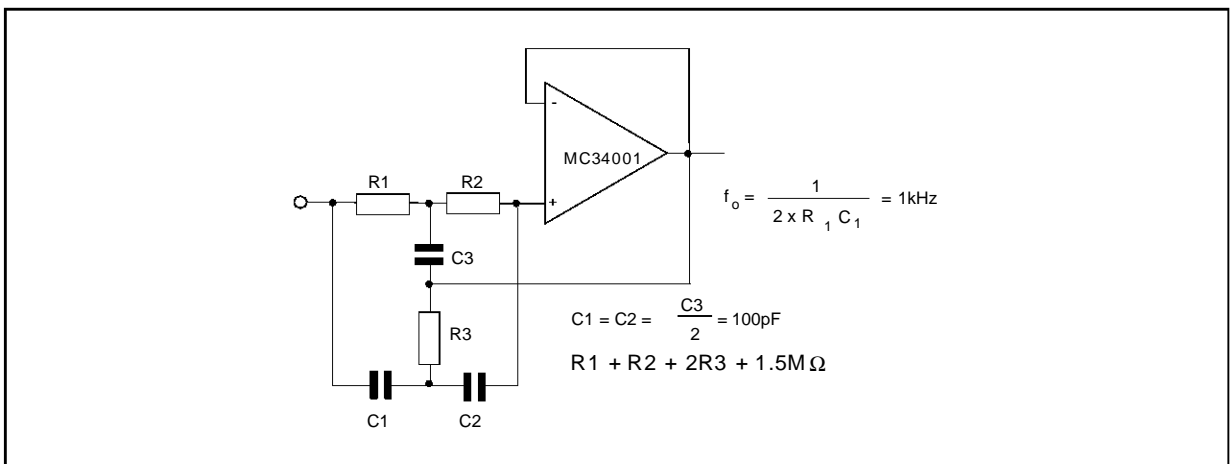 -
MC34001
+
R1
R2
C3
R3
C1
C2
f o = 1 / 2 x R 1 C 1 = 1kHz
C1 = C2 = C3 / 2 = 100pF
R1 + R2 + 2R3 + 1.5MΩ